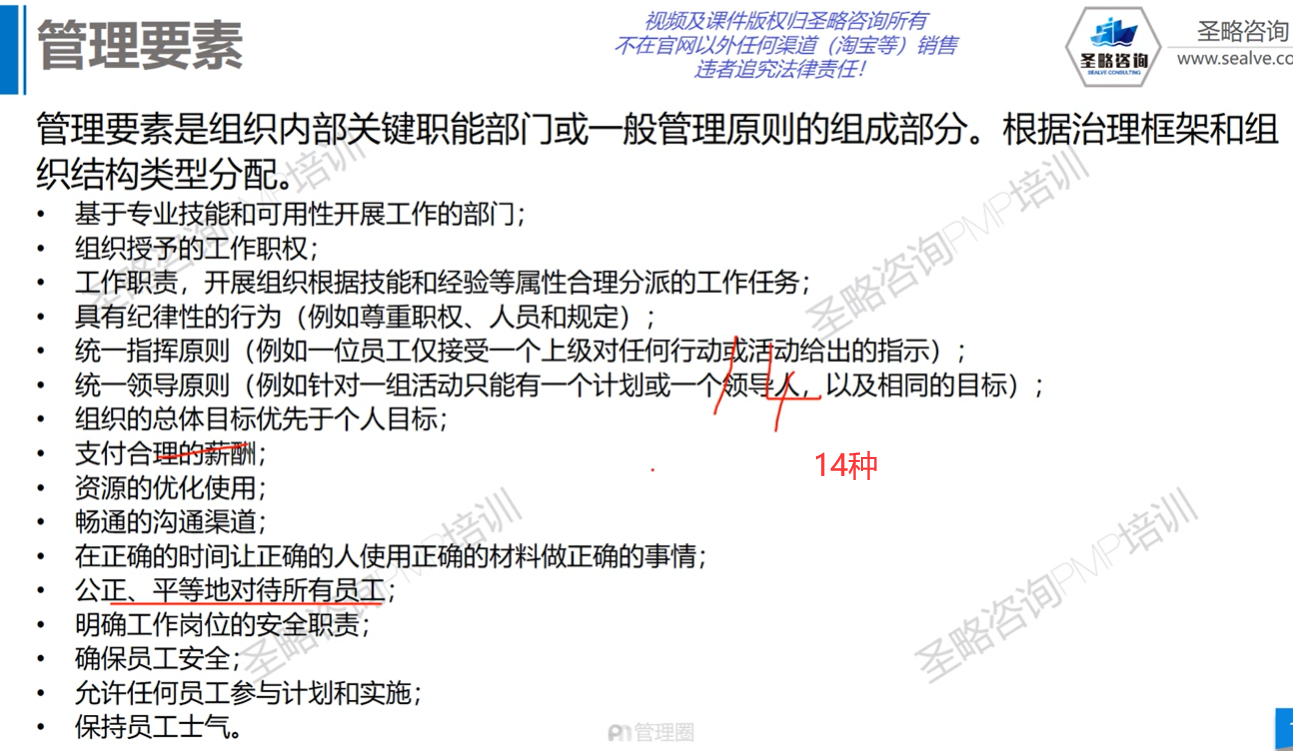 管理要素
视频及课件版权归圣略咨询所有
不在官网以外任何渠道（淘宝等）销售
违者追究法律责任！
圣略咨询
SEALVE CONSULTING
圣略咨询
www.sealve.co
管理要素是组织内部关键职能部门或一般管理原则的组成部分。根据治理框架和组
织结构类型分配。
• 基于专业技能和可用性开展工作的部门；
• 组织授予的工作职权；
• 工作职责，开展组织根据技能和经验等属性合理分派的工作任务；
• 具有纪律性的行为（例如尊重职权、人员和规定）；
• 统一指挥原则（例如一位员工仅接受一个上级对任何行动或活动给出的指示）；
• 统一领导原则（例如针对一组活动只能有一个计划或一个领导人，以及相同的目标）；
14
• 组织的总体目标优先于个人目标；
• 支付合理的薪酬；
14种
• 资源的优化使用；
• 畅通的沟通渠道；
• 在正确的时间让正确的人使用正确的材料做正确的事情；
• 公正、平等地对待所有员工；
• 明确工作岗位的安全职责；
• 确保员工安全；
• 允许任何员工参与计划和实施；
• 保持员工士气。
圣略咨询PMP培训
圣略咨询PMP培训
圣略咨询PMP培训
圣略咨询PMP培训
管理圈